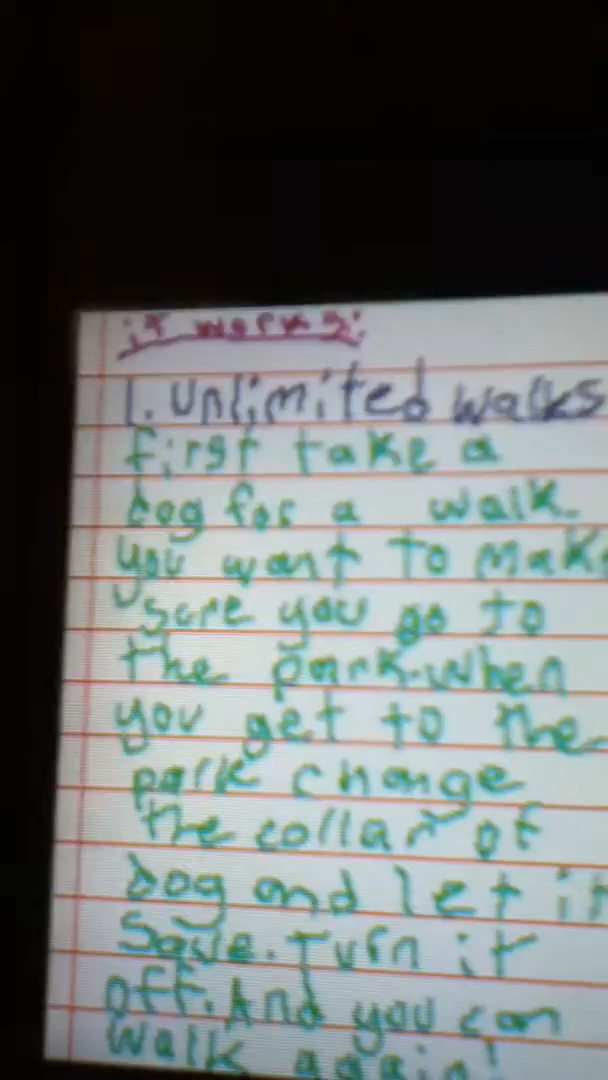 it works:
1. Unlimited walks
first take a
dog for a walk.
you want to make
sure you go to
the park. When
you get to the
park change
the collar of
dog and let it
save. Turn it
off. And you can
walk again!